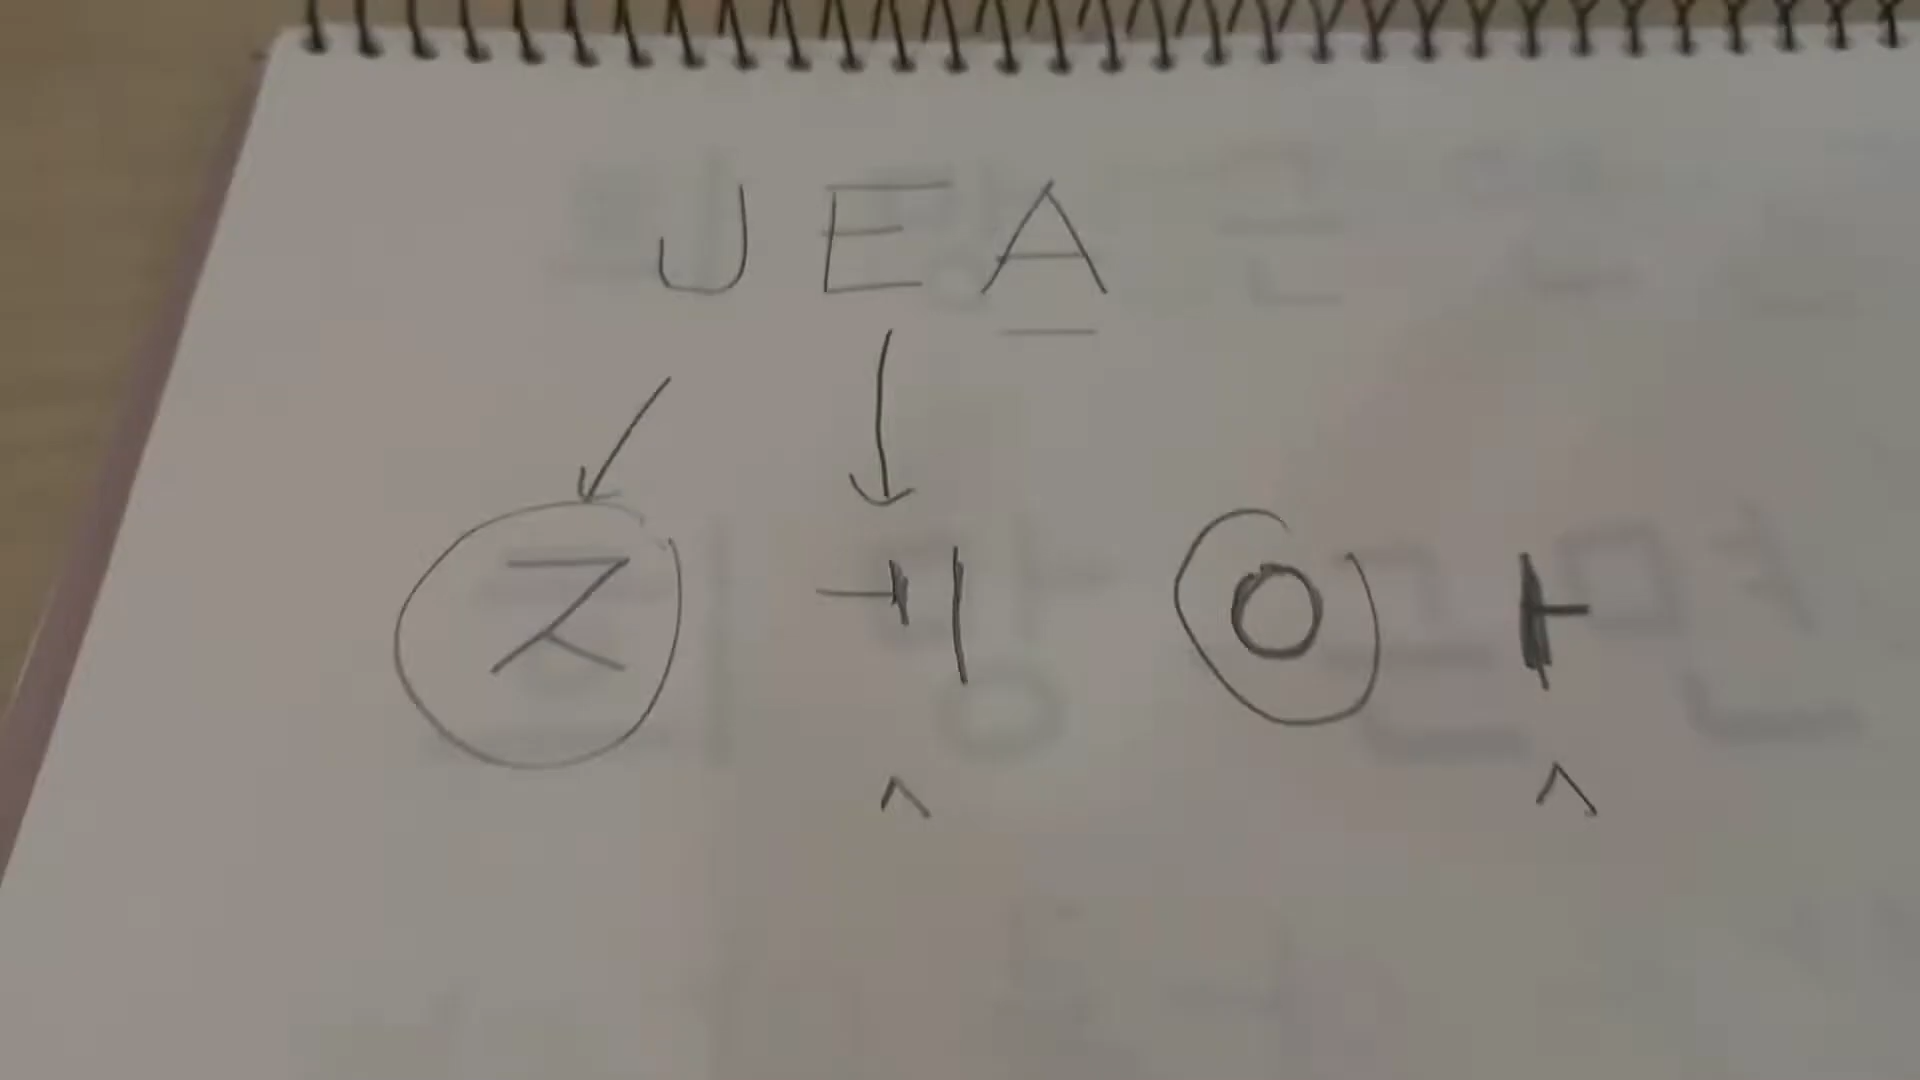 JEA
ㅈ ㅔ ㅇ ㅏ